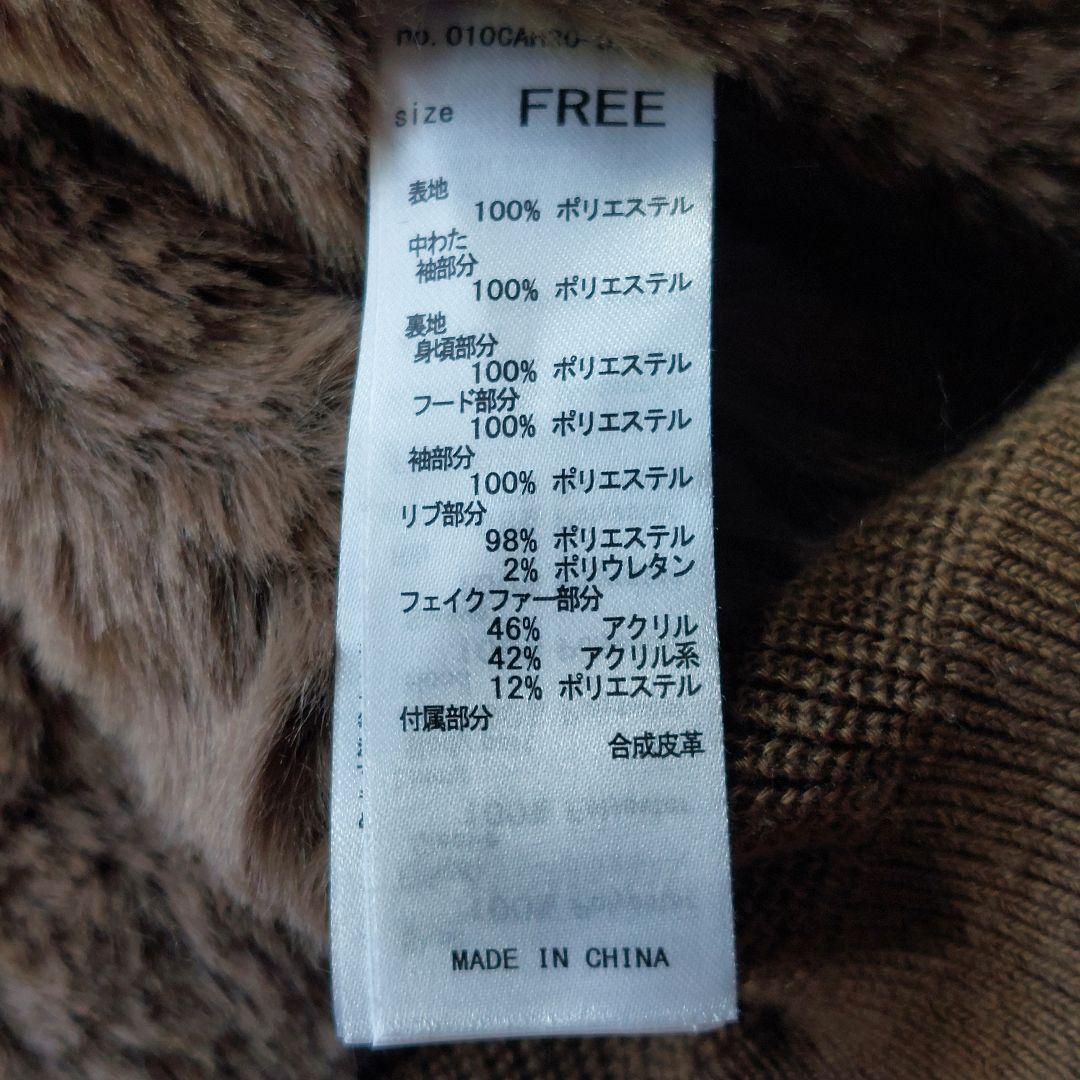 no. 010CAH30-
size FREE
表地
100% ポリエステル
中わた
袖部分
100% ポリエステル
裏地
身頃部分
100% ポリエステル
フード部分
100% ポリエステル
袖部分
100% ポリエステル
リブ部分
98% ポリエステル
2% ポリウレタン
フェイクファー部分
46% アクリル
42% アクリル系
12% ポリエステル
付属部分
合成皮革
MADE IN CHINA